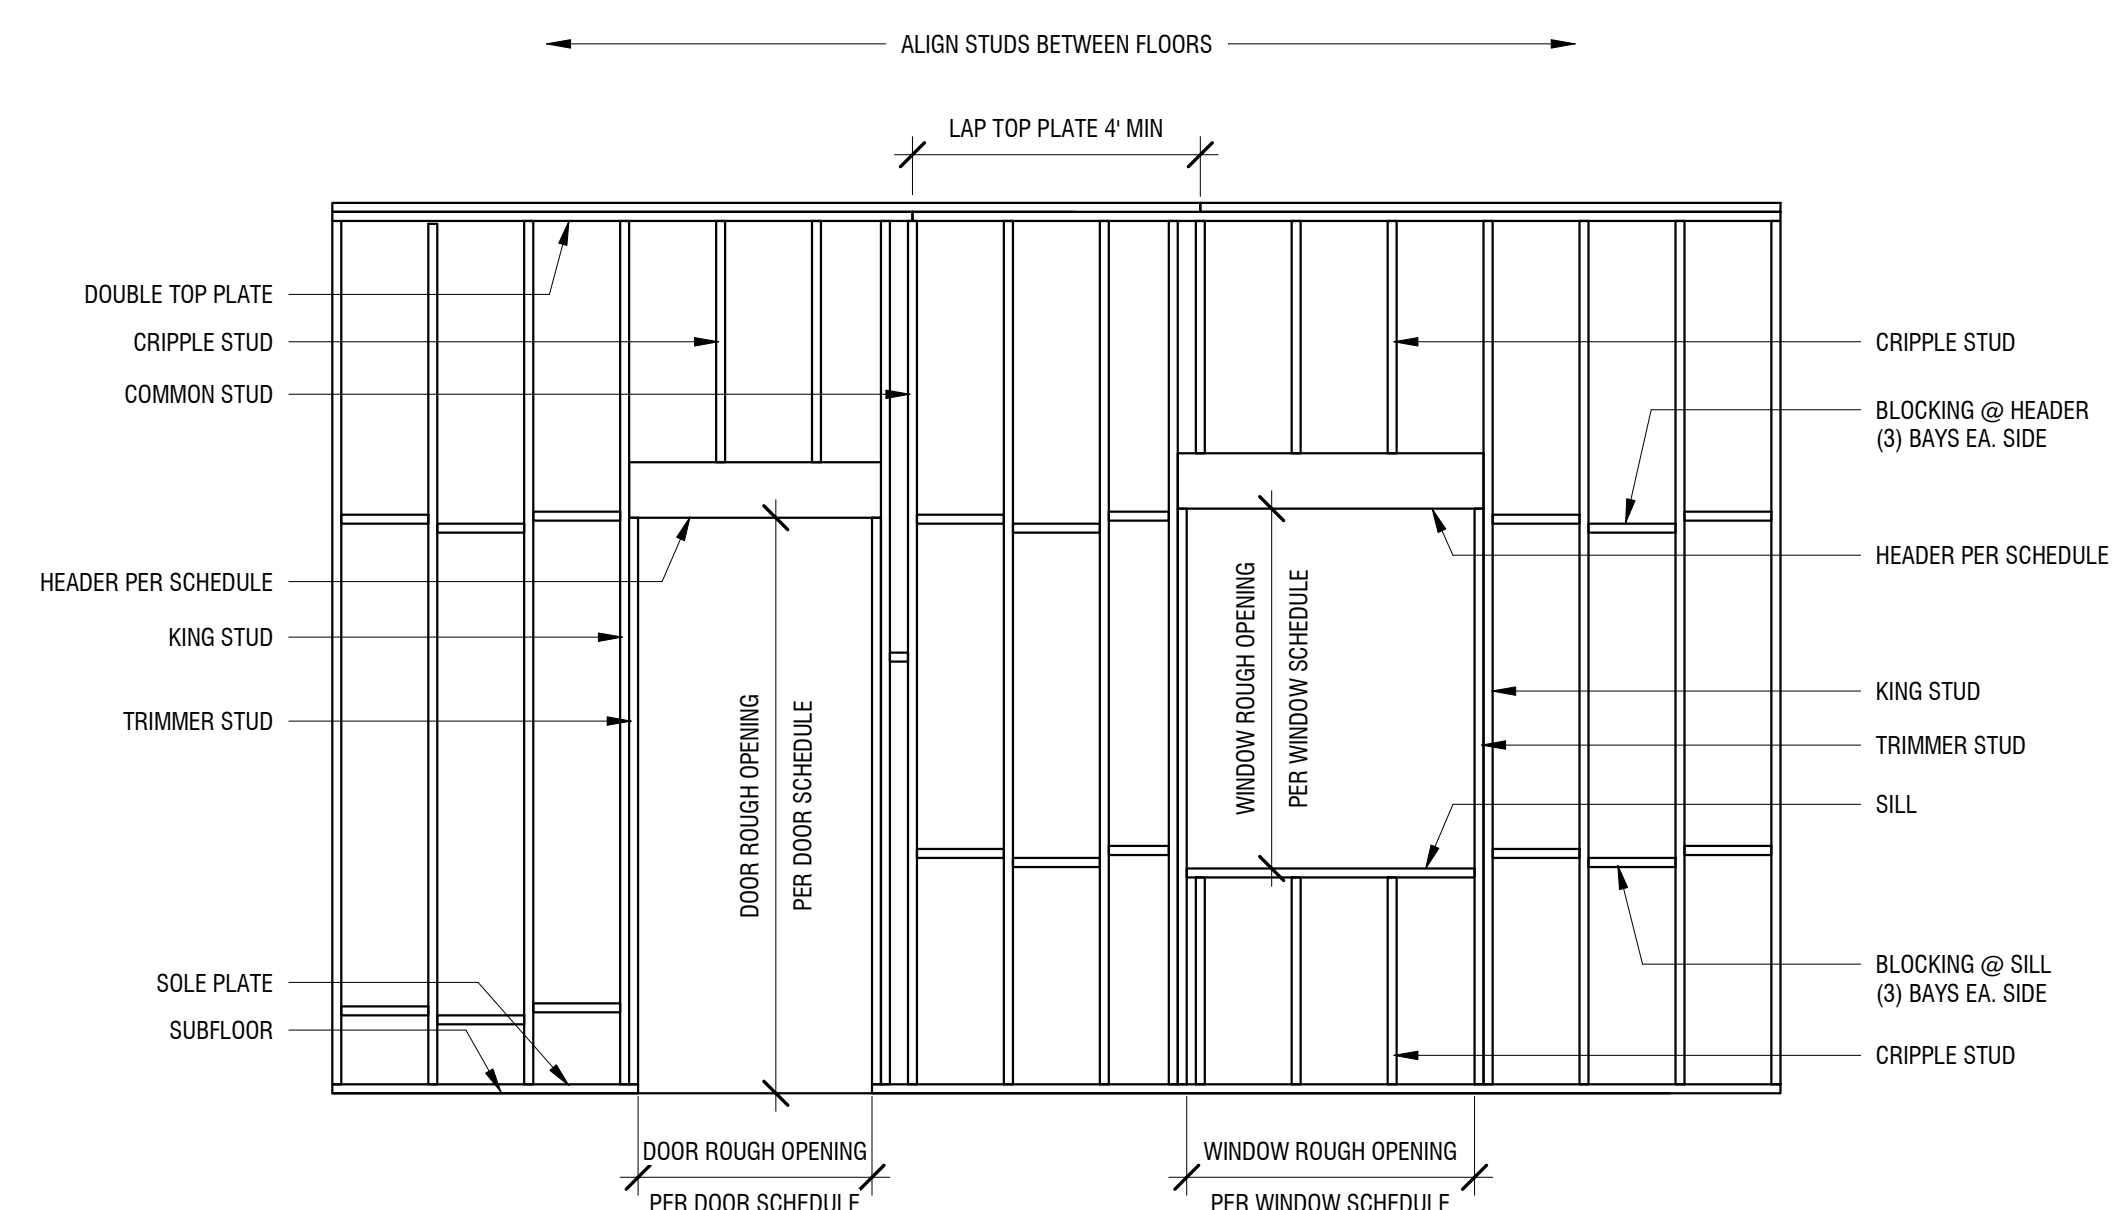 ALIGN STUDS BETWEEN FLOORS
LAP TOP PLATE 4' MIN
DOUBLE TOP PLATE
CRIPPLE STUD
COMMON STUD
HEADER PER SCHEDULE
KING STUD
TRIMMER STUD
SOLE PLATE
SUBFLOOR
DOOR ROUGH OPENING
PER DOOR SCHEDULE
WINDOW ROUGH OPENING
PER WINDOW SCHEDULE
CRIPPLE STUD
BLOCKING @ HEADER
(3) BAYS EA. SIDE
HEADER PER SCHEDULE
KING STUD
TRIMMER STUD
SILL
BLOCKING @ SILL
(3) BAYS EA. SIDE
CRIPPLE STUD
DOOR ROUGH OPENING
PER DOOR SCHEDULE
WINDOW ROUGH OPENING
PER WINDOW SCHEDULE